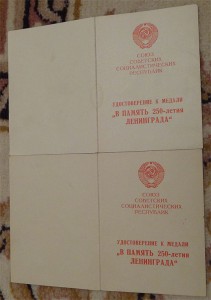 СОЮЗ
СОВЕТСКИХ
СОЦИАЛИСТИЧЕСКИХ
РЕСПУБЛИК
УДОСТОВЕРЕНИЕ К МЕДАЛИ
"В ПАМЯТЬ 250-летия
ЛЕНИНГРАДА"
СОЮЗ
СОВЕТСКИХ
СОЦИАЛИСТИЧЕСКИХ
РЕСПУБЛИК
УДОСТОВЕРЕНИЕ К МЕДАЛИ
"В ПАМЯТЬ 250-летия
ЛЕНИНГРАДА"